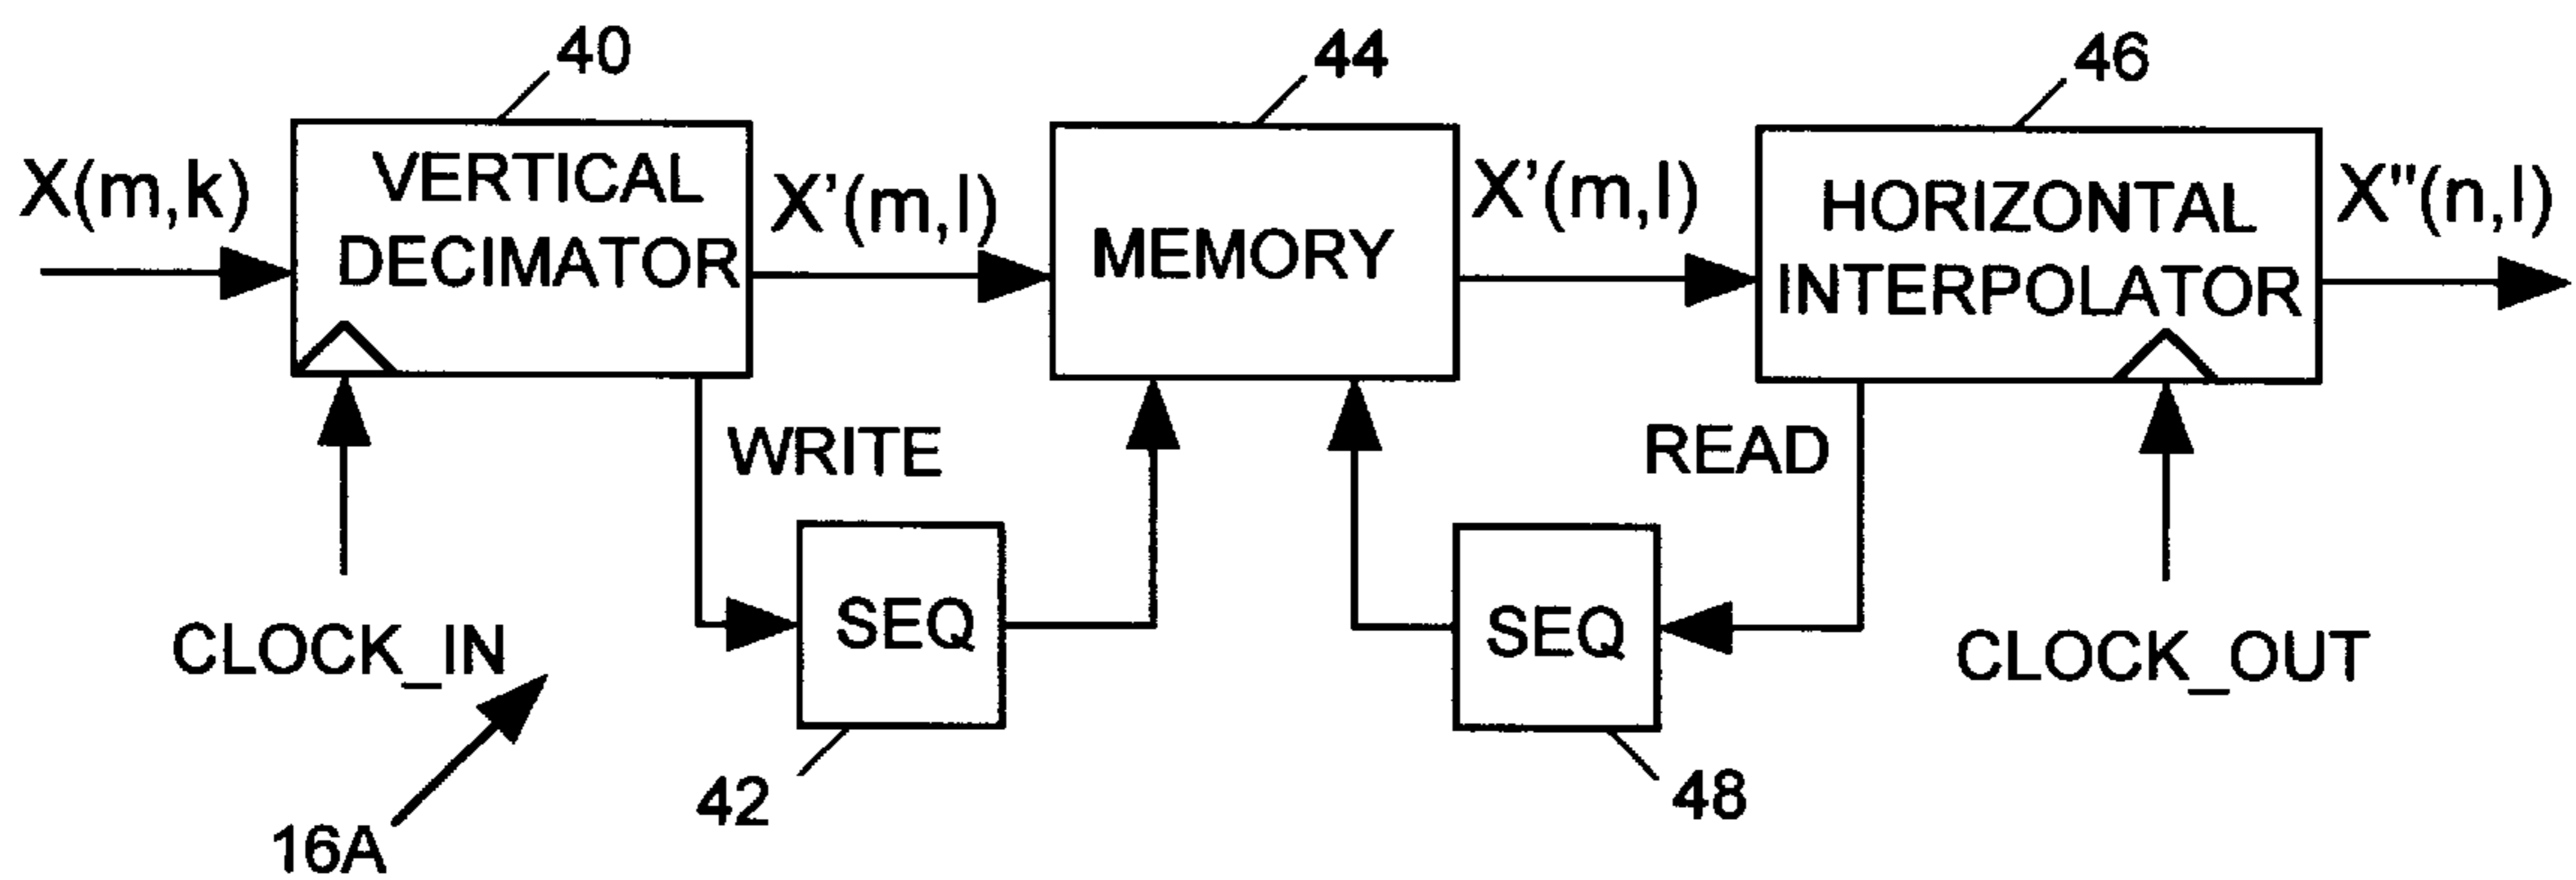 40
44
46
X(m,k)
VERTICAL
DECIMATOR
X'(m,l)
MEMORY
X'(m,l)
HORIZONTAL
INTERPOLATOR
X"(n,l)
WRITE
READ
CLOCK_IN
SEQ
SEQ
CLOCK_OUT
42
48
16A